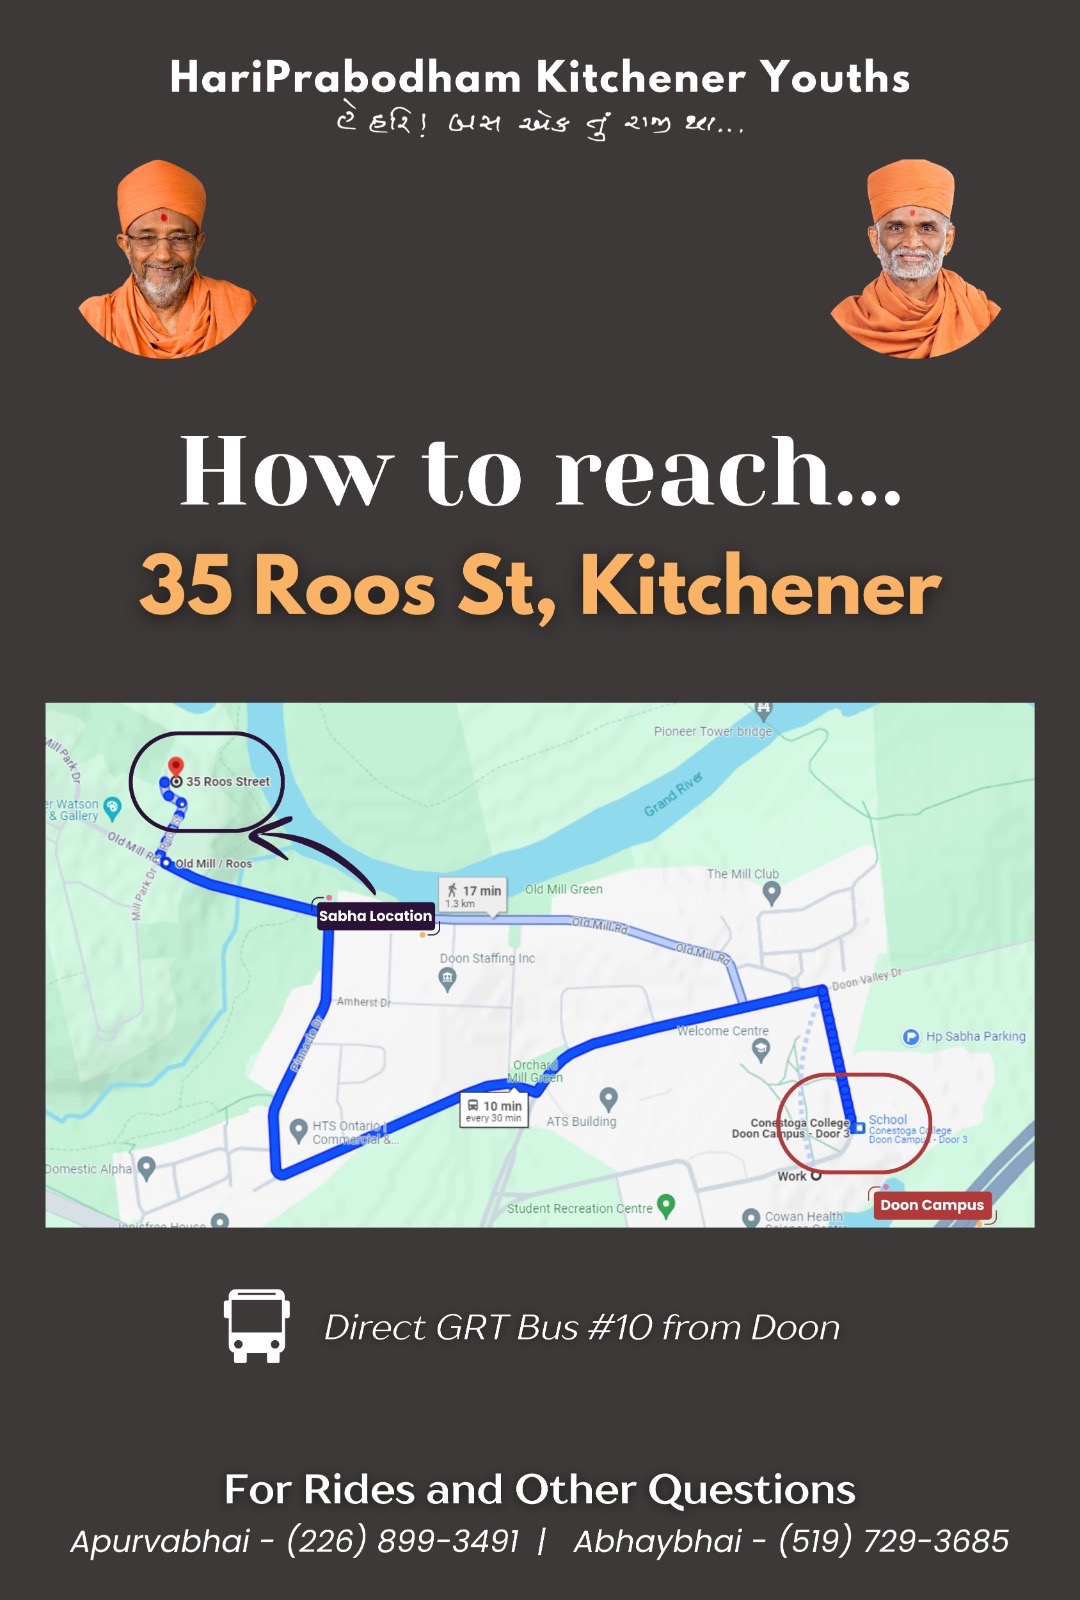 HariPrabodham Kitchener Youths
હે હરિ! બસ એક તું રાજી થા...
How to reach...
35 Roos St, Kitchener
Pioneer Tower bridge
Mill Park Dr
35 Roos Street
Grand River
er Watson
& Gallery
Old Mill Rd
Roos St
Old Mill / Roos
Mill Park Dr
The Mill Club
17 min
1.3 km
Old Mill Green
Sabha Location
Old Mill Rd
Old Mill Rd
Doon Staffing Inc
Doon Valley Dr
Amherst Dr
Pinnacle Dr
Welcome Centre
Hp Sabha Parking
Orchard
Mill Green
10 min
every 30 min
ATS Building
HTS Ontario |
Commercial &...
Conestoga College
Doon Campus - Door 3
School
Conestoga College
Doon Campus - Door 3
Domestic Alpha
Work
Student Recreation Centre
Doon Campus
Innisfree House
Cowan Health
Science Centre
Direct GRT Bus #10 from Doon
For Rides and Other Questions
Apurvabhai - (226) 899-3491 | Abhaybhai - (519) 729-3685